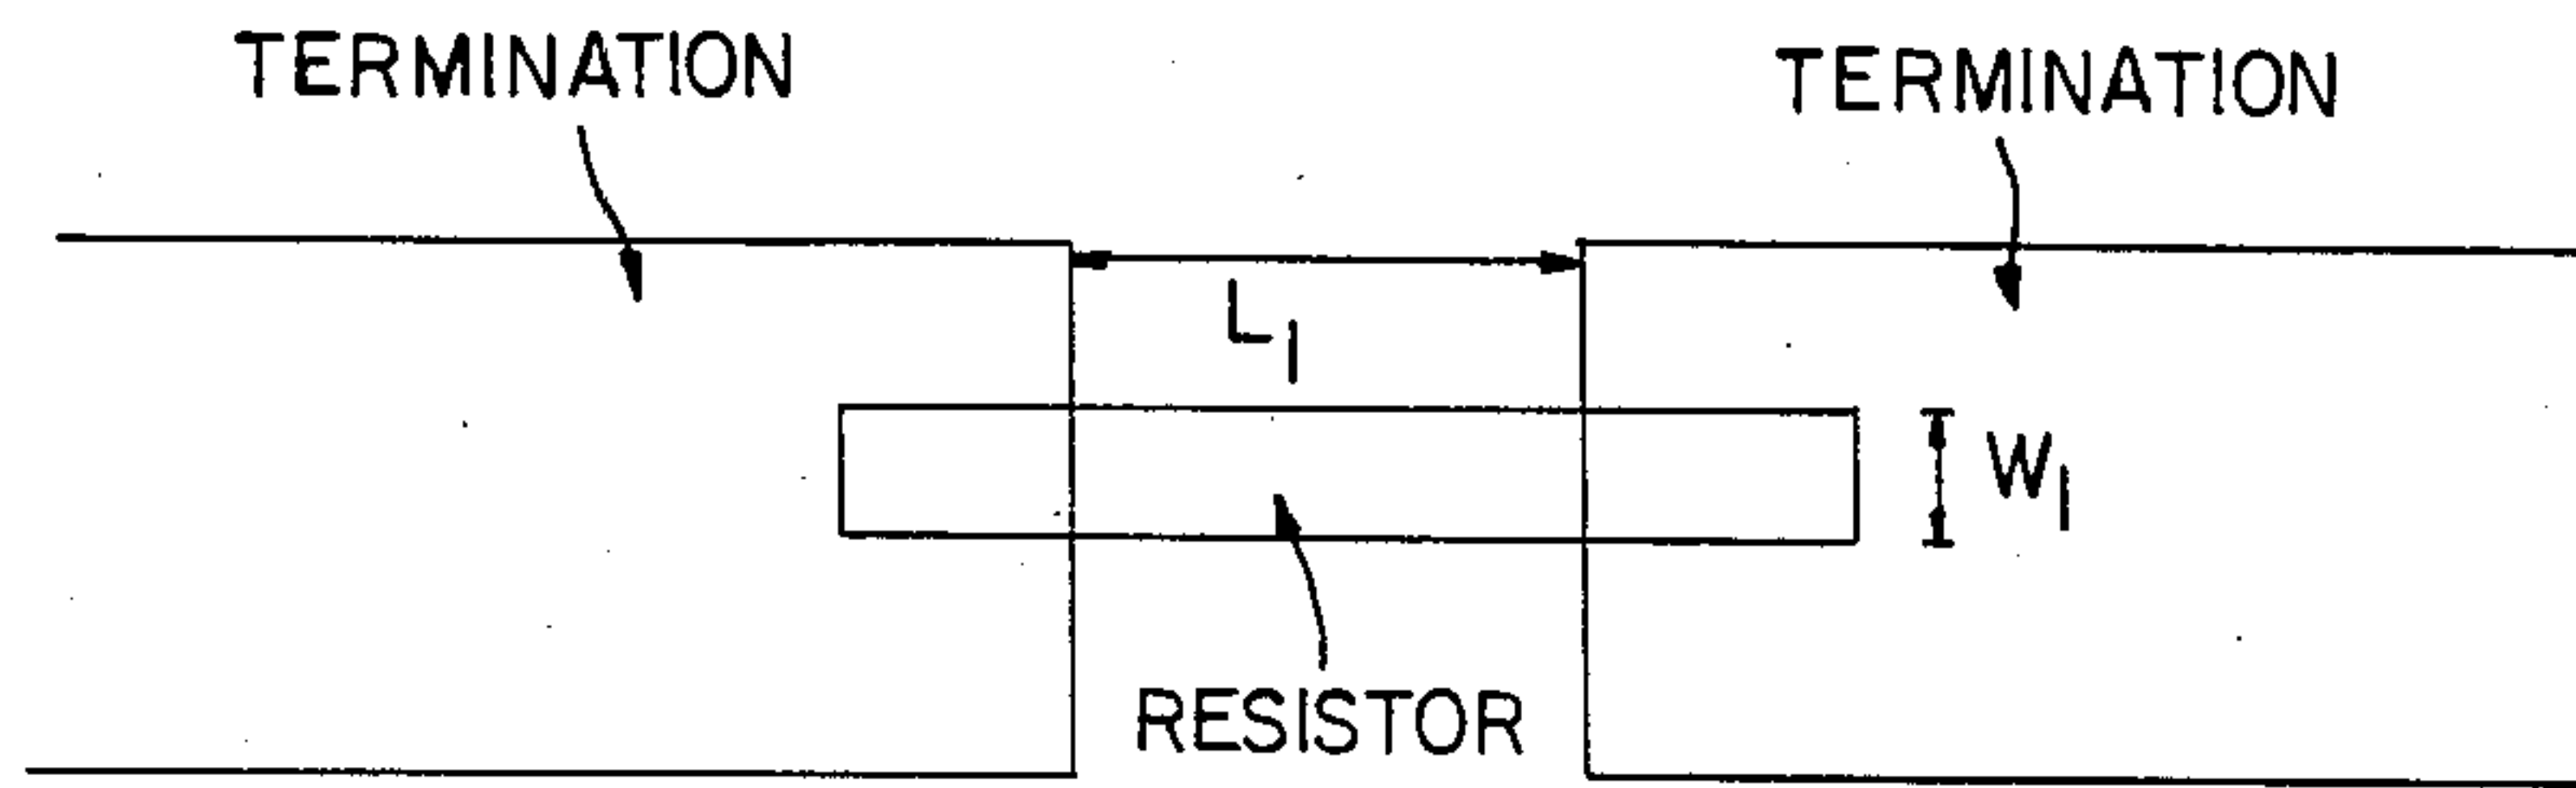 TERMINATION
TERMINATION
L1
W1
RESISTOR